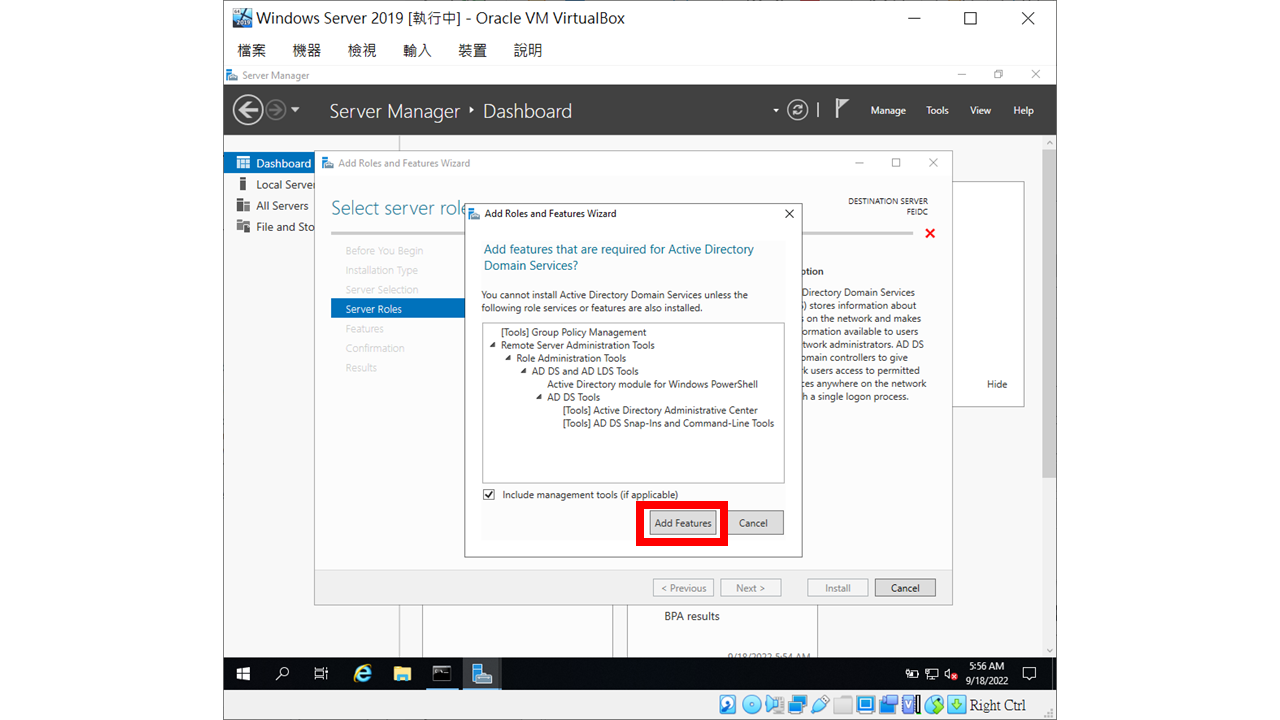 Windows Server 2019 [執行中] - Oracle VM VirtualBox
檔案 機器 檢視 輸入 裝置 說明
Server Manager
Server Manager Dashboard
Manage Tools View Help
Dashboard
Local Server
All Servers
File and Sto
Add Roles and Features Wizard
Select server role
DESTINATION SERVER
FEIDC
Before You Begin
Installation Type
Server Selection
Server Roles
Features
Confirmation
Results
Add Roles and Features Wizard
Add features that are required for Active Directory
Domain Services?
You cannot install Active Directory Domain Services unless the
following role services or features are also installed.
[Tools] Group Policy Management
Remote Server Administration Tools
Role Administration Tools
AD DS and AD LDS Tools
Active Directory module for Windows PowerShell
AD DS Tools
[Tools] Active Directory Administrative Center
[Tools] AD DS Snap-Ins and Command-Line Tools
Include management tools (if applicable)
Add Features Cancel
ption
Directory Domain Services
) stores information about
s on the network and makes
ormation available to users
twork administrators. AD DS
omain controllers to give
k users access to permitted
ces anywhere on the network
h a single logon process.
Hide
< Previous Next > Install Cancel
BPA results
9/18/2022 5:54 AM
5:56 AM
9/18/2022
Right Ctrl